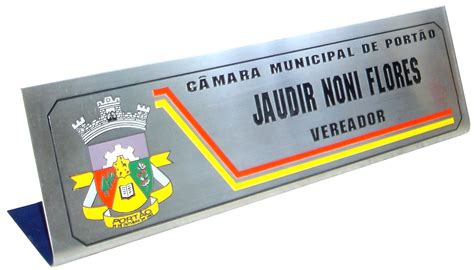 CÂMARA MUNICIPAL DE PORTÃO
JAUDIR NONI FLORES
VEREADOR
PORTÃO